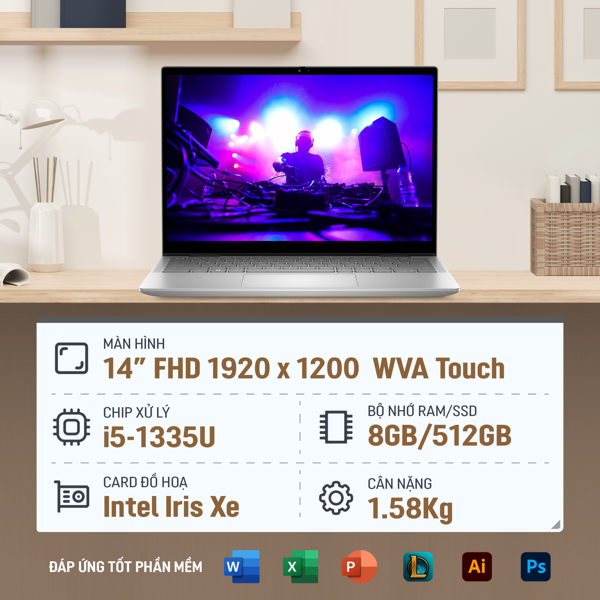 MÀN HÌNH
14” FHD 1920 x 1200 WVA Touch
CHIP XỬ LÝ
i5-1335U
BỘ NHỚ RAM/SSD
8GB/512GB
CARD ĐỒ HOẠ
Intel Iris Xe
CÂN NẶNG
1.58Kg
ĐÁP ỨNG TỐT PHẦN MỀM
W X P L Ai Ps